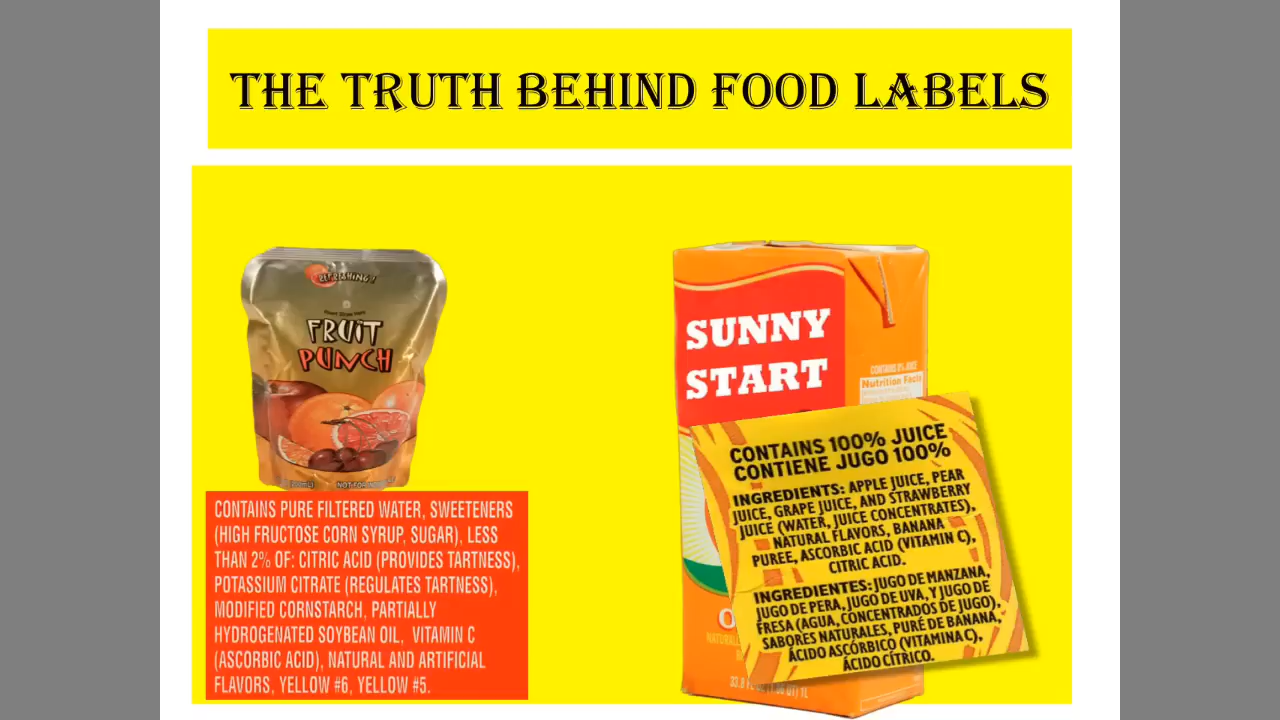 THE TRUTH BEHIND FOOD LABELS
REFRESHING!
FRUIT
PUNCH
CONTAINS PURE FILTERED WATER, SWEETENERS
(HIGH FRUCTOSE CORN SYRUP, SUGAR), LESS
THAN 2% OF: CITRIC ACID (PROVIDES TARTNESS),
POTASSIUM CITRATE (REGULATES TARTNESS),
MODIFIED CORNSTARCH, PARTIALLY
HYDROGENATED SOYBEAN OIL, VITAMIN C
(ASCORBIC ACID), NATURAL AND ARTIFICIAL
FLAVORS, YELLOW #6, YELLOW #5.
SUNNY
START
Nutrition Facts
CONTAINS 100% JUICE
CONTIENE JUGO 100%
INGREDIENTS: APPLE JUICE, PEAR
JUICE, GRAPE JUICE, AND STRAWBERRY
JUICE (WATER, JUICE CONCENTRATES),
NATURAL FLAVORS, BANANA
PUREE, ASCORBIC ACID (VITAMIN C),
CITRIC ACID.
INGREDIENTES: JUGO DE MANZANA,
JUGO DE PERA, JUGO DE UVA, Y JUGO DE
FRESA (AGUA, CONCENTRADOS DE JUGO),
SABORES NATURALES, PURÉ DE BANANA,
ÁCIDO ASCÓRBICO (VITAMINA C),
ÁCIDO CÍTRICO.